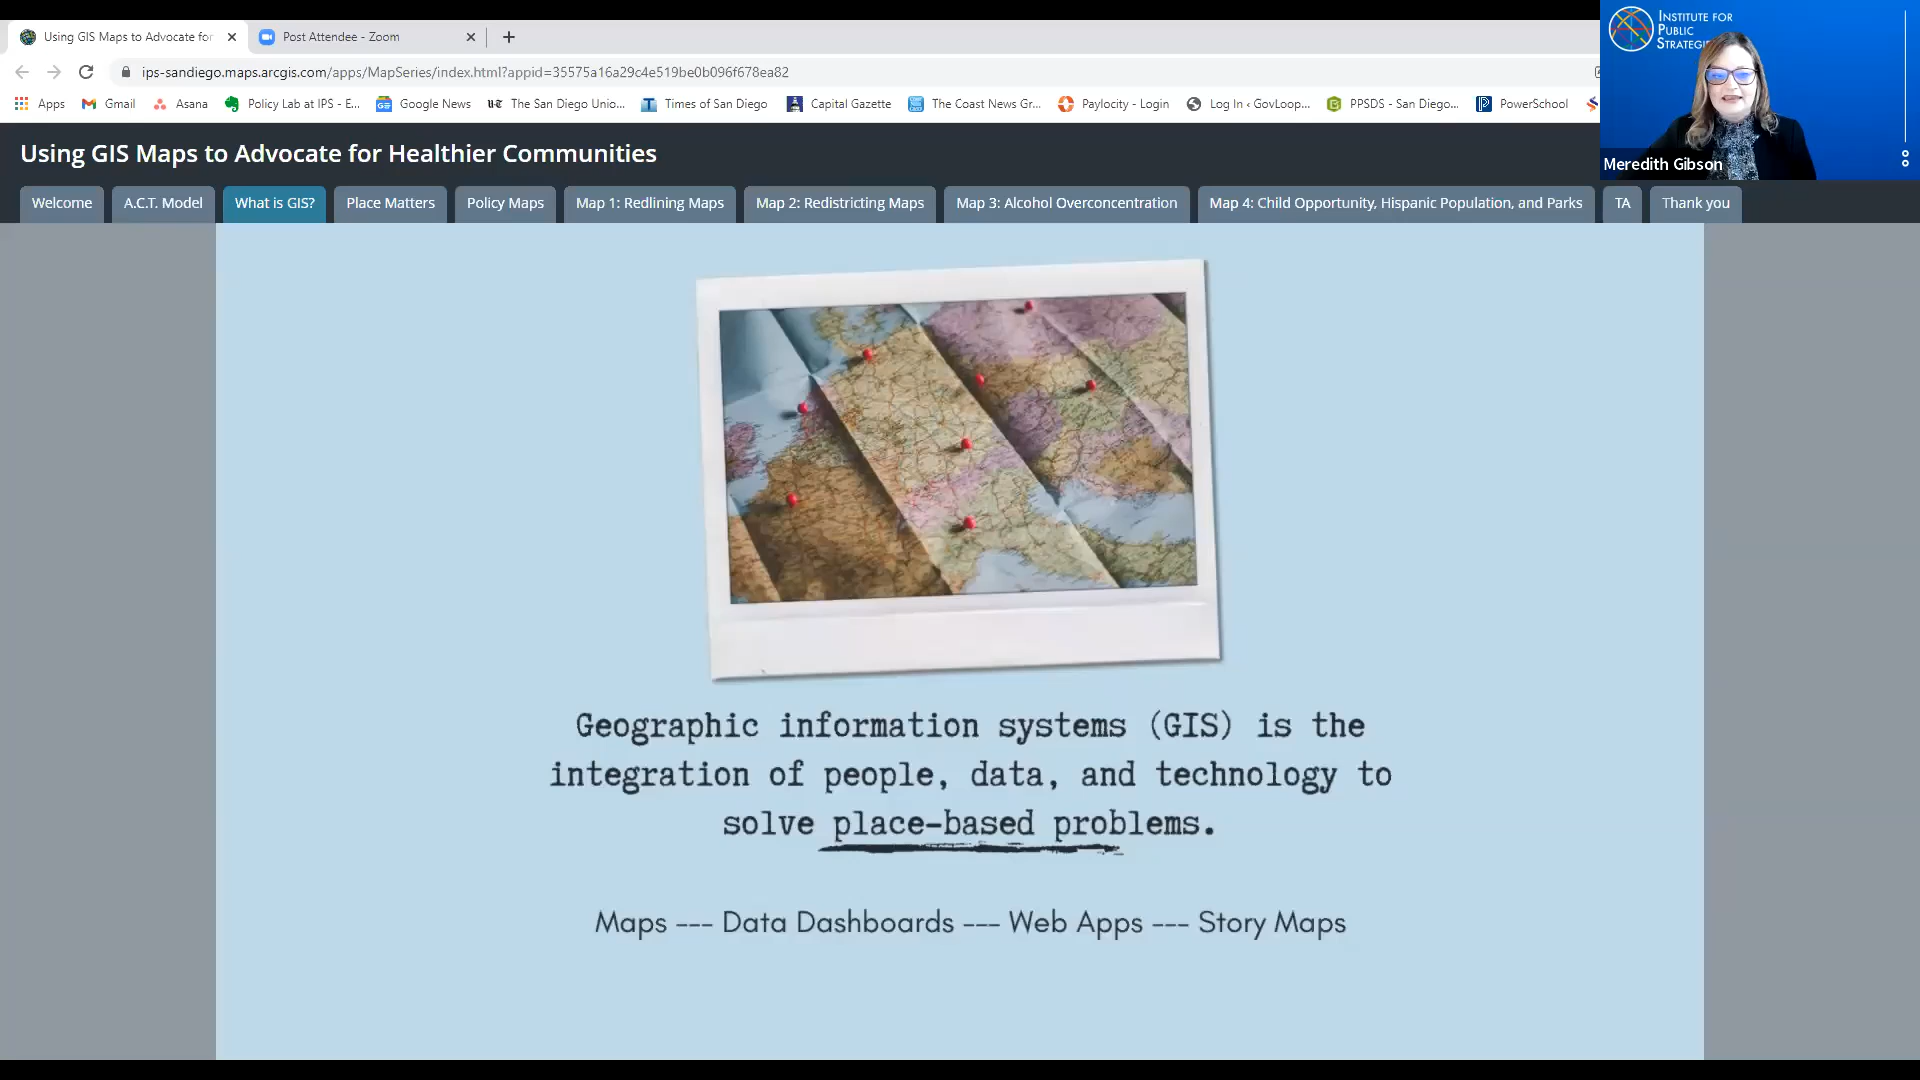 Using GIS Maps to Advocate for
Post Attendee - Zoom
ips-sandiego.maps.arcgis.com/apps/MapSeries/index.html?appid=35575a16a29c4e519be0b096f678ea82
Apps
Gmail
Asana
Policy Lab at IPS - E...
Google News
The San Diego Unio...
Times of San Diego
Capital Gazette
The Coast News Gr...
Paylocity - Login
Log In ‹ GovLoop...
PPSDS - San Diego...
PowerSchool
INSTITUTE FOR
PUBLIC
Meredith Gibson
Using GIS Maps to Advocate for Healthier Communities
Welcome
A.C.T. Model
What is GIS?
Place Matters
Policy Maps
Map 1: Redlining Maps
Map 2: Redistricting Maps
Map 3: Alcohol Overconcentration
Map 4: Child Opportunity, Hispanic Population, and Parks
TA
Thank you
Geographic information systems (GIS) is the
integration of people, data, and technology to
solve place-based problems.
Maps --- Data Dashboards --- Web Apps --- Story Maps